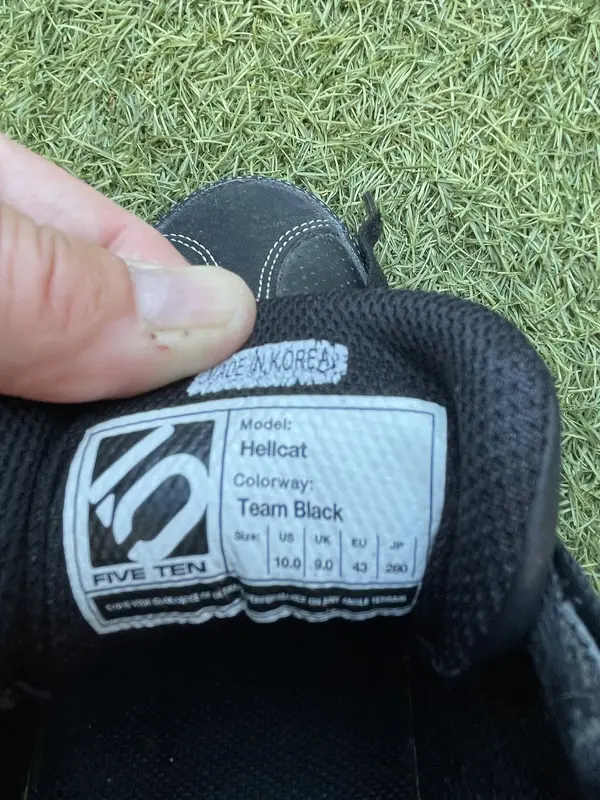 MADE IN KOREA
Model:
Hellcat
Colorway:
Team Black
Size: US UK EU JP
10.0 9.0 43 280
FIVE TEN